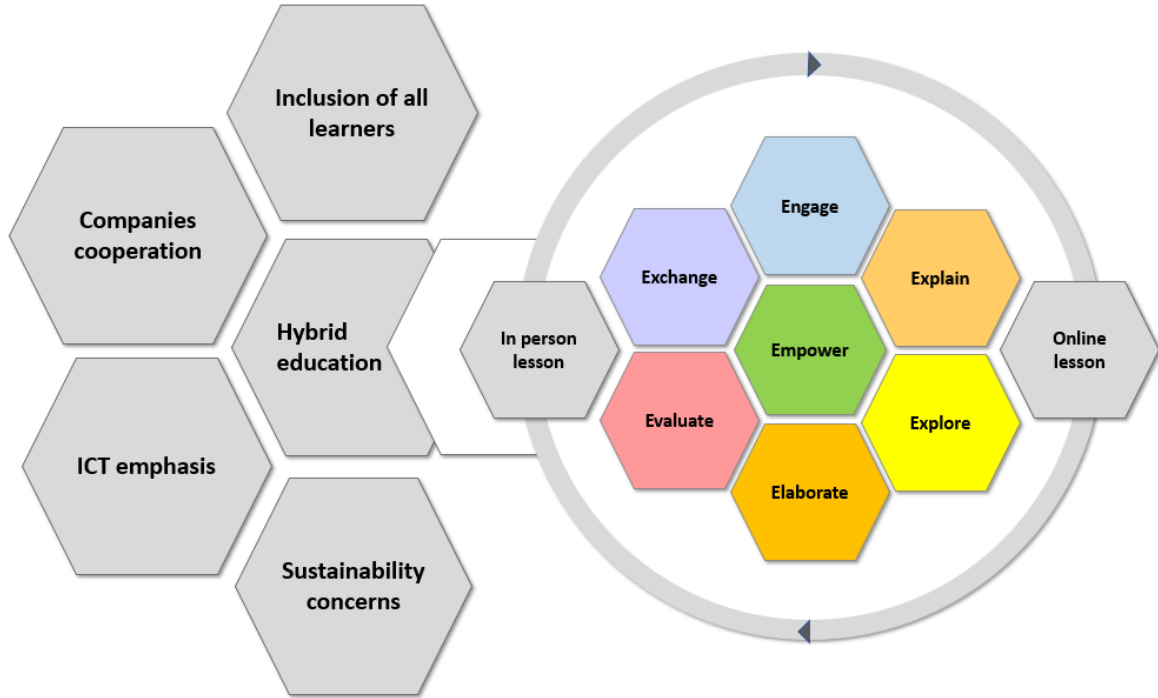 Inclusion of all
learners
Companies
cooperation
Hybrid
education
ICT emphasis
Sustainability
concerns
In person
lesson
Engage
Exchange
Explain
Empower
Evaluate
Explore
Elaborate
Online
lesson